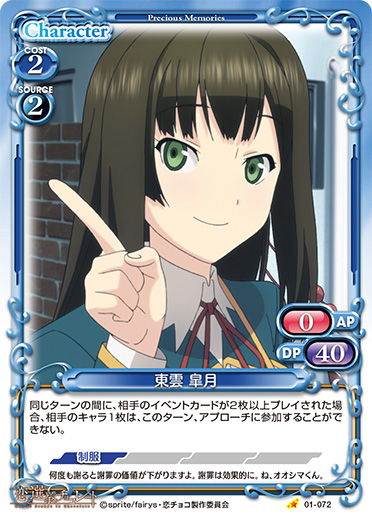 Precious Memories
Character
COST
2
SOURCE
2
0 AP
DP 40
東雲 皐月
同じターンの間に、相手のイベントカードが2枚以上プレイされた場
合、相手のキャラ1枚は、このターン、アプローチに参加することがで
きない。
制服
何度も謝ると謝罪の価値が下がりますよ。謝罪は効果的に。ね、オオシマくん。
恋と選挙とチョコレート
©sprite/fairys・恋チョコ製作委員会
01-072